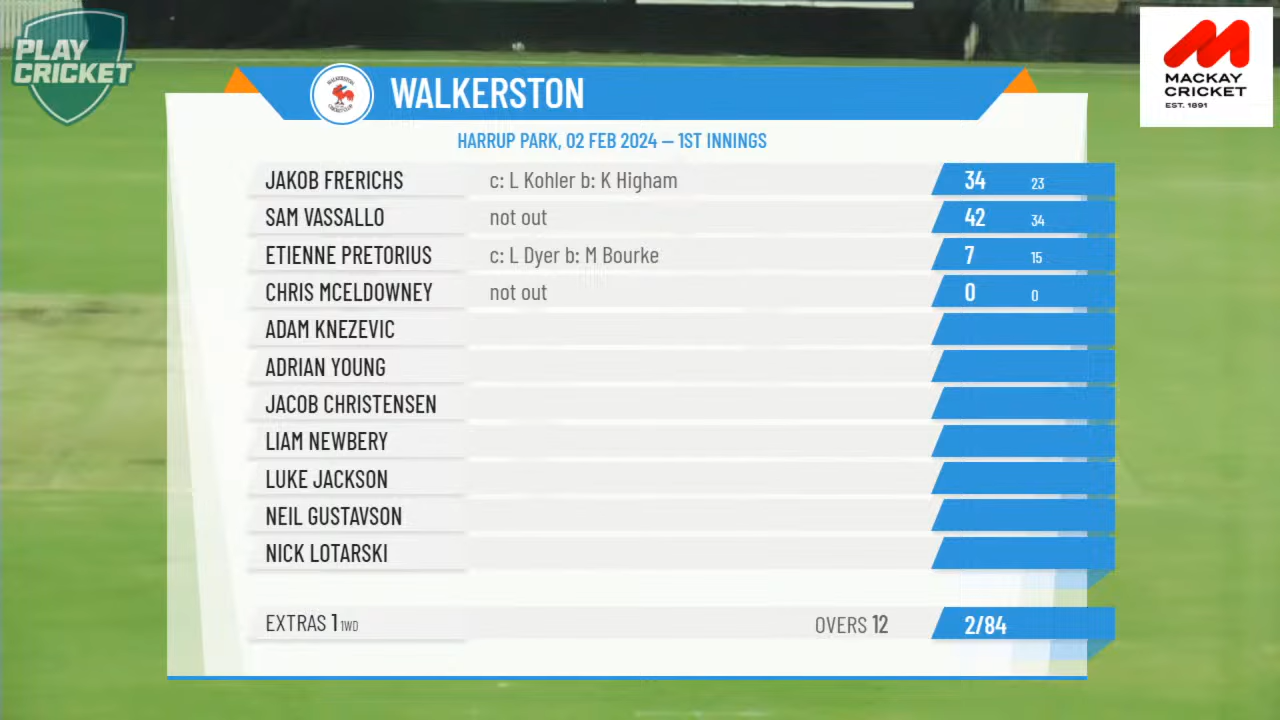 PLAY
CRICKET
MACKAY
CRICKET
EST. 1891
WALKERSTON
HARRUP PARK, 02 FEB 2024 – 1ST INNINGS
JAKOB FRERICHS c: L Kohler b: K Higham 34 23
SAM VASSALLO not out 42 34
ETIENNE PRETORIUS c: L Dyer b: M Bourke 7 15
CHRIS MCELDOWNEY not out 0 0
ADAM KNEZEVIC
ADRIAN YOUNG
JACOB CHRISTENSEN
LIAM NEWBERY
LUKE JACKSON
NEIL GUSTAVSON
NICK LOTARSKI
EXTRAS 1 1WD OVERS 12 2/84